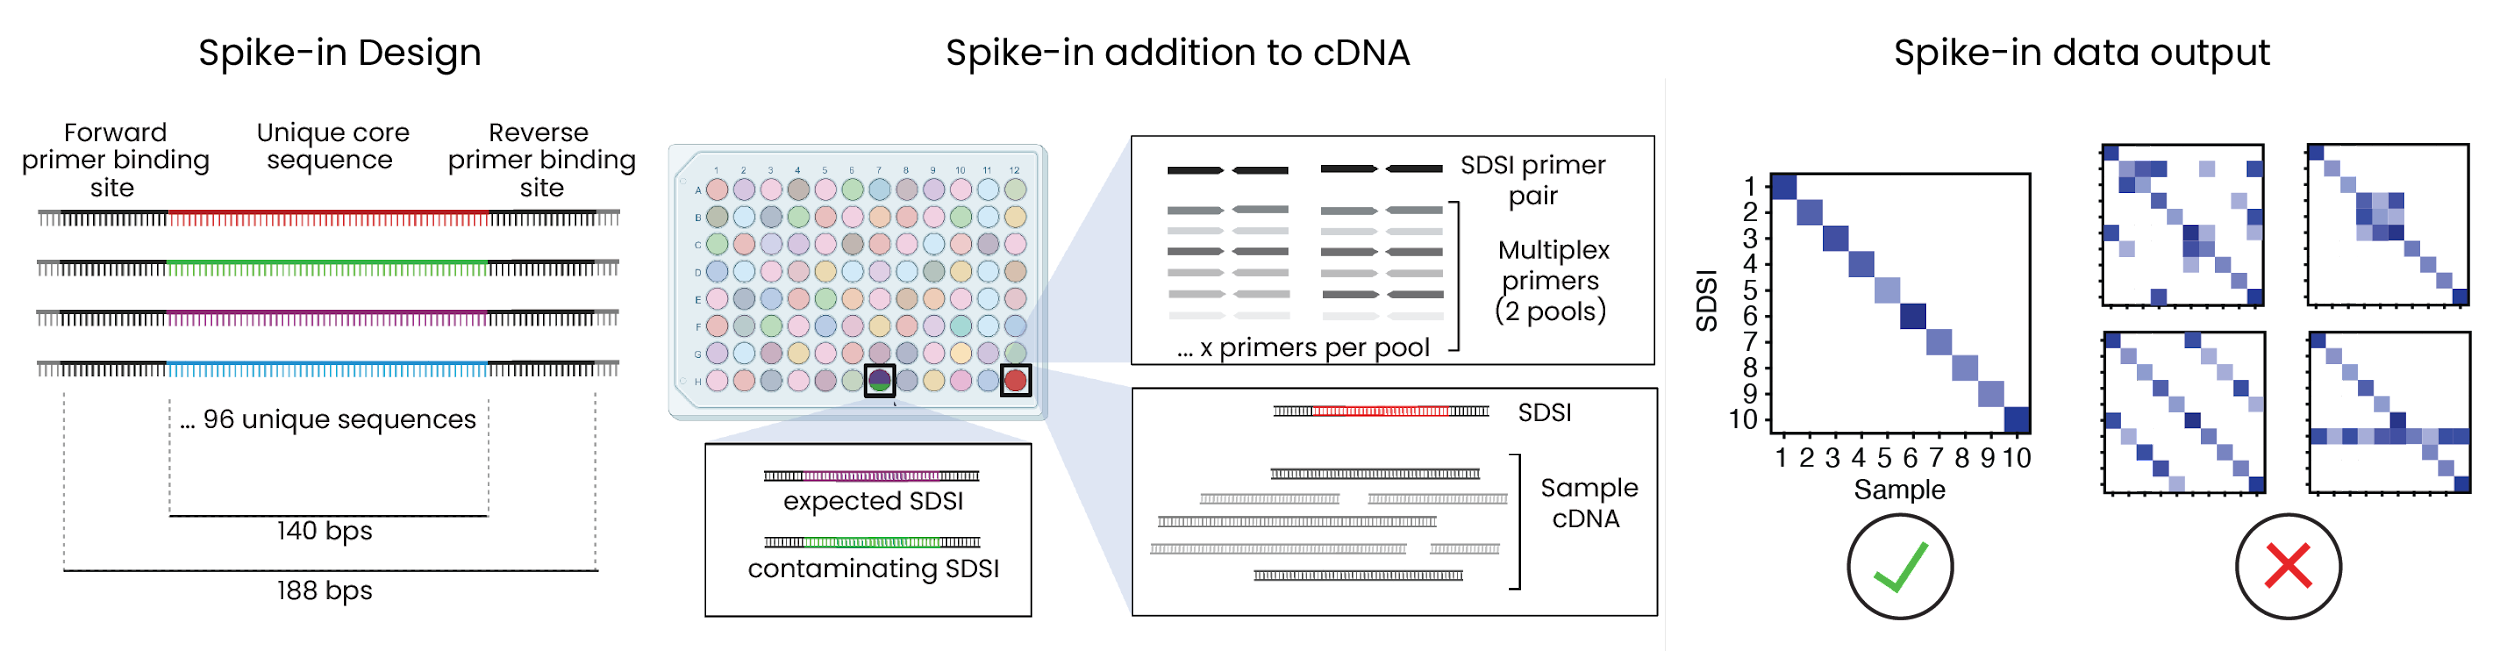 Spike-in Design
Forward
primer binding
site
Unique core
sequence
Reverse
primer binding
site
... 96 unique sequences
140 bps
188 bps
Spike-in addition to cDNA
1 2 3 4 5 6 7 8 9 10 11 12
A
B
C
D
E
F
G
H
expected SDSI
contaminating SDSI
SDSI primer
pair
Multiplex
primers
(2 pools)
... x primers per pool
SDSI
Sample
cDNA
Spike-in data output
SDSI
1
2
3
4
5
6
7
8
9
10
1 2 3 4 5 6 7 8 9 10
Sample